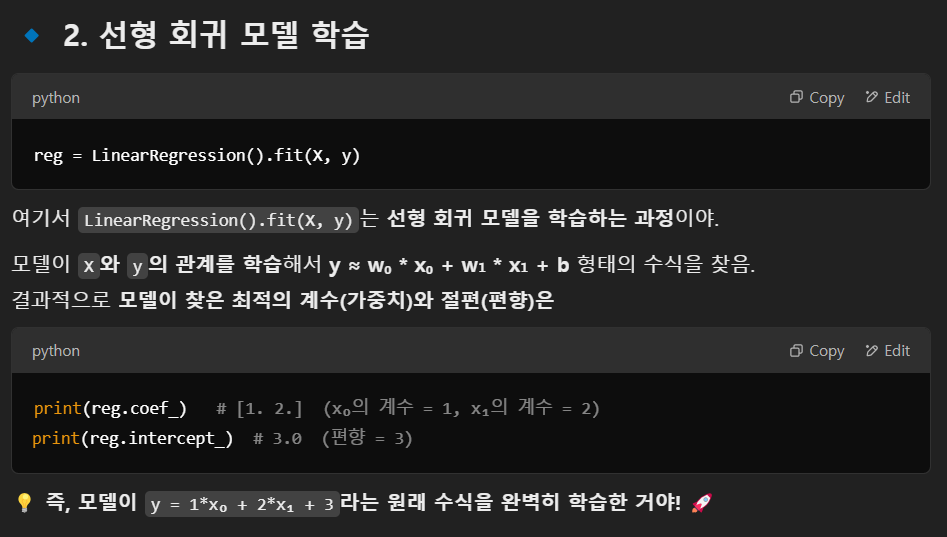 🔹 2. 선형 회귀 모델 학습
python Copy Edit
reg = LinearRegression().fit(X, y)
여기서 LinearRegression().fit(X, y)는 선형 회귀 모델을 학습하는 과정이야.
모델이 X와 y의 관계를 학습해서 y ≈ w₀ * x₀ + w₁ * x₁ + b 형태의 수식을 찾음.
결과적으로 모델이 찾은 최적의 계수(가중치)와 절편(편향)은
python Copy Edit
print(reg.coef_) # [1. 2.] (x₀의 계수 = 1, x₁의 계수 = 2)
print(reg.intercept_) # 3.0 (편향 = 3)
💡 즉, 모델이 y = 1*x₀ + 2*x₁ + 3라는 원래 수식을 완벽히 학습한 거야! 🚀